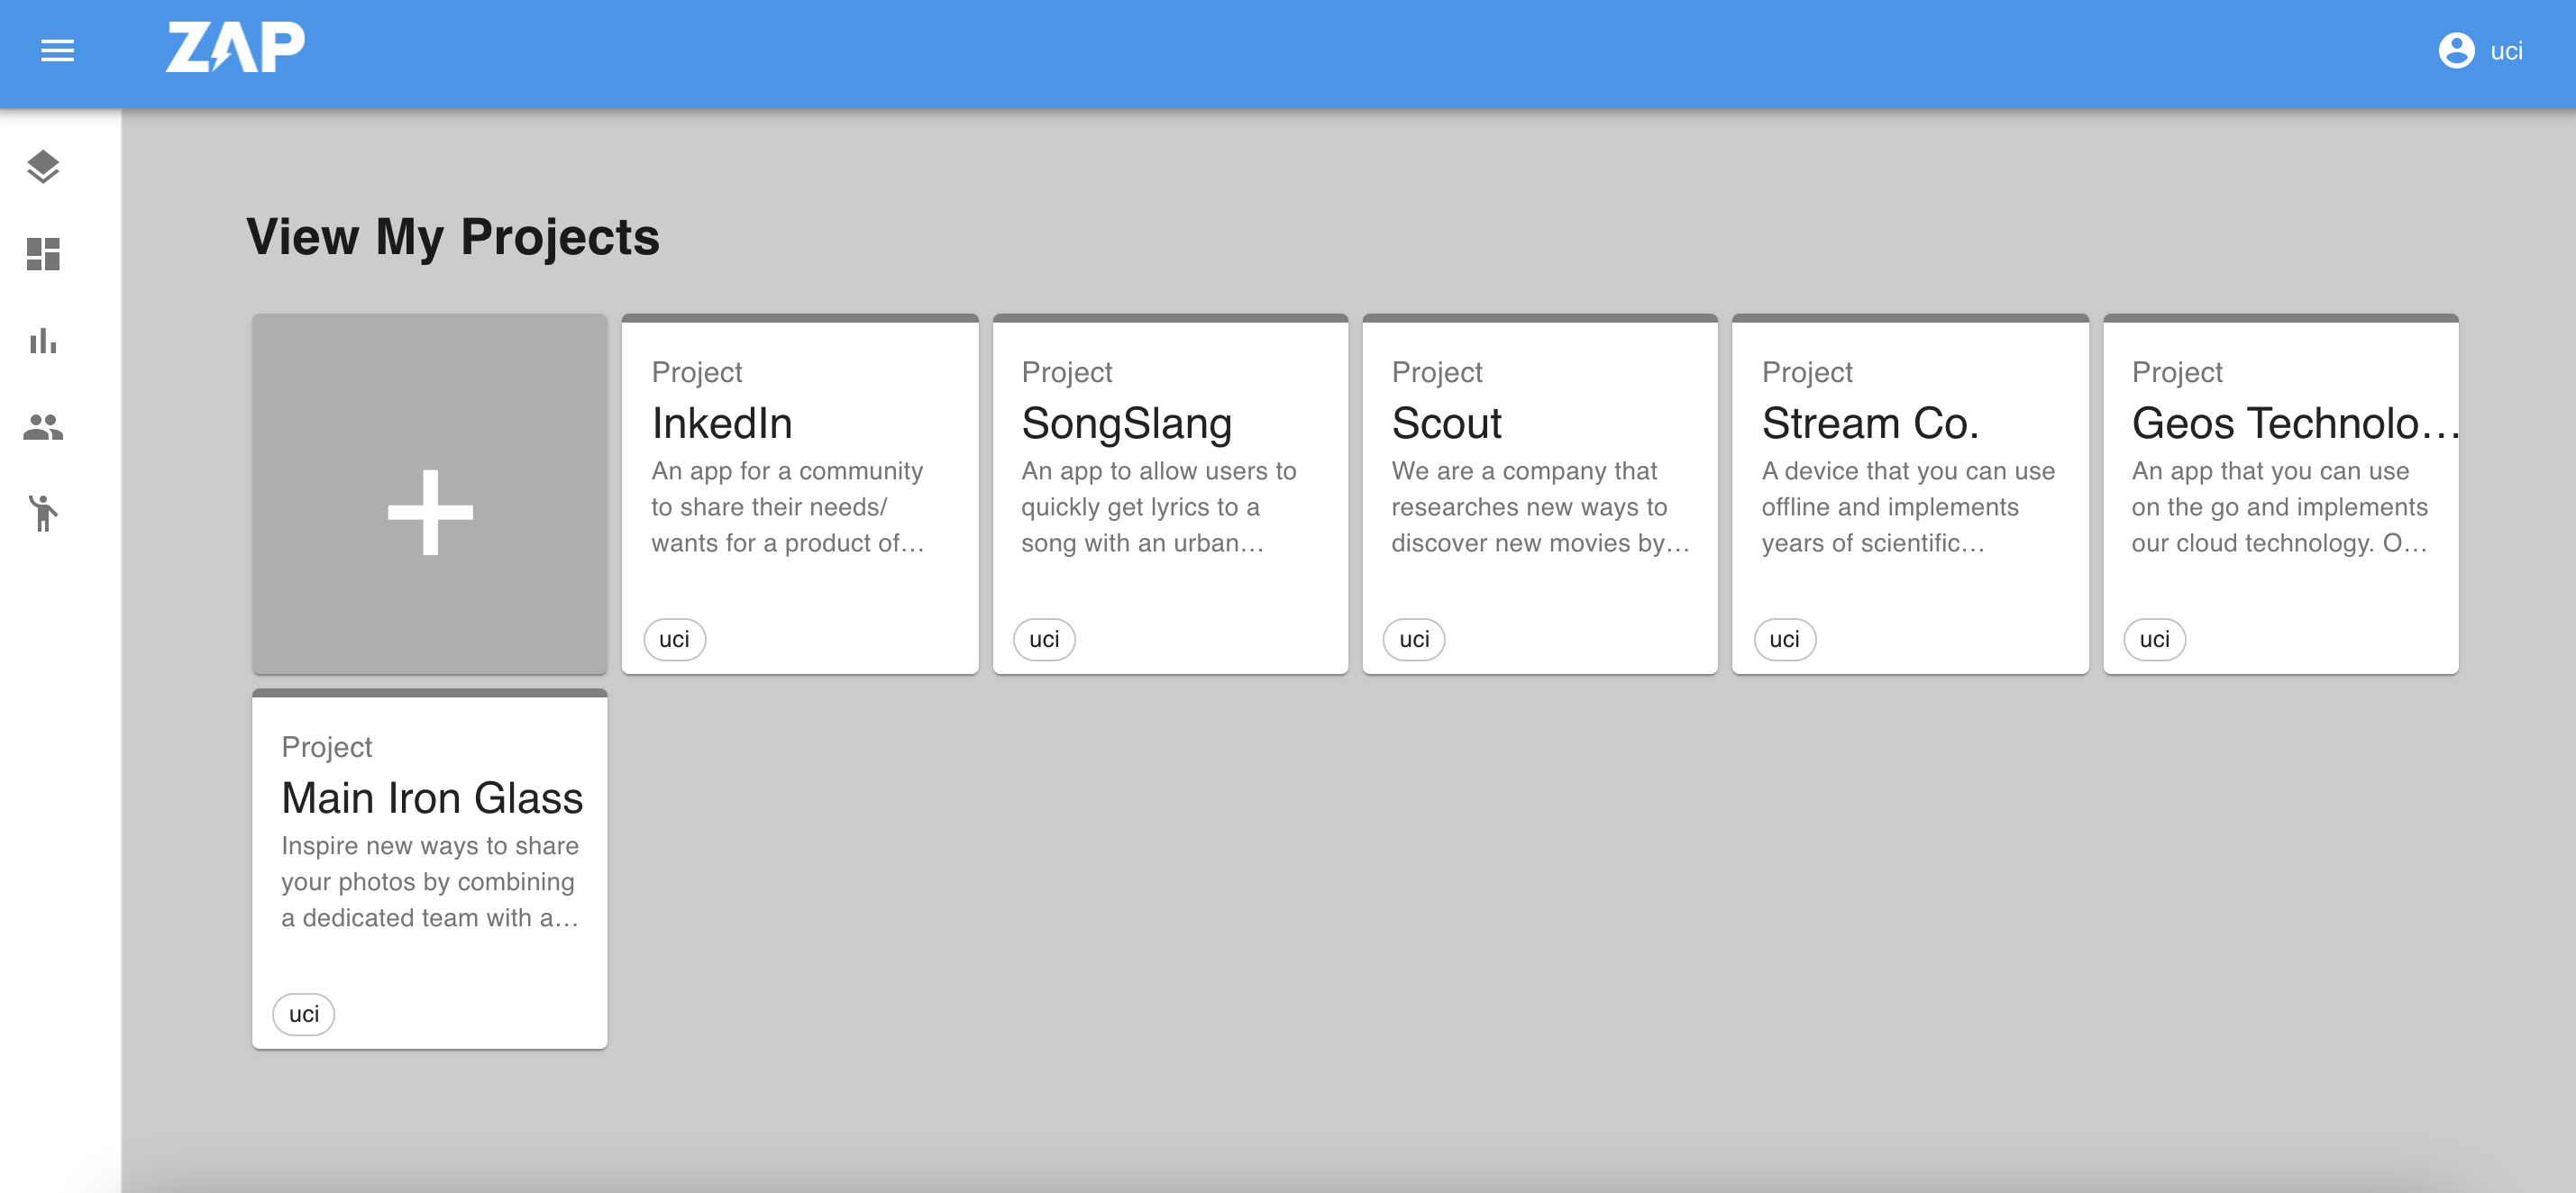 ZAP
uci
View My Projects
Project
InkedIn
An app for a community
to share their needs/
wants for a product of…
uci
Project
SongSlang
An app to allow users to
quickly get lyrics to a
song with an urban…
uci
Project
Scout
We are a company that
researches new ways to
discover new movies by…
uci
Project
Stream Co.
A device that you can use
offline and implements
years of scientific…
uci
Project
Geos Technolo…
An app that you can use
on the go and implements
our cloud technology. O…
uci
Project
Main Iron Glass
Inspire new ways to share
your photos by combining
a dedicated team with a…
uci